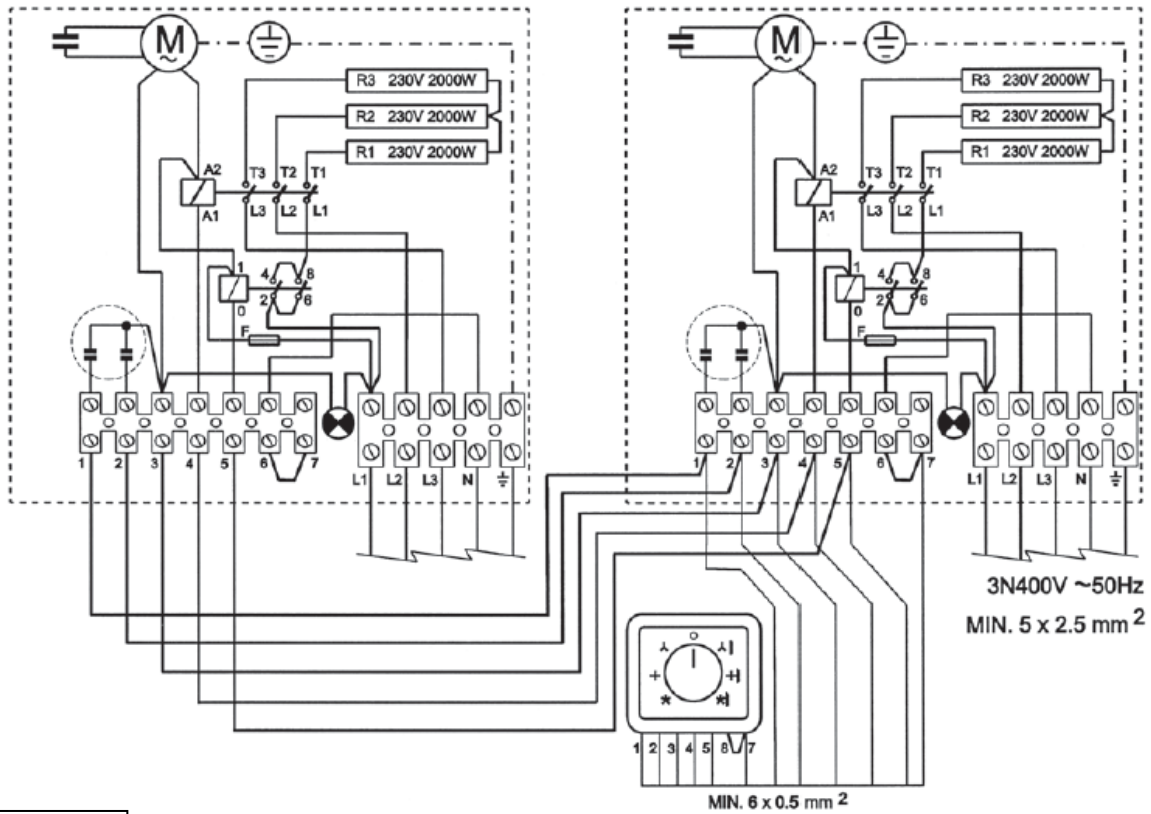 M
~
R3 230V 2000W
R2 230V 2000W
R1 230V 2000W
A2
T3 T2 T1
A1
L3 L2 L1
1
4 8
2 6
0
F
1 2 3 4 5 6 7
L1 L2 L3 N
M
~
R3 230V 2000W
R2 230V 2000W
R1 230V 2000W
A2
T3 T2 T1
A1
L3 L2 L1
1
4 8
2 6
0
F
1 2 3 4 5 6 7
L1 L2 L3 N
3N400V ~50Hz
MIN. 5 x 2.5 mm 2
1 2 3 4 5 6 7
MIN. 6 x 0.5 mm 2